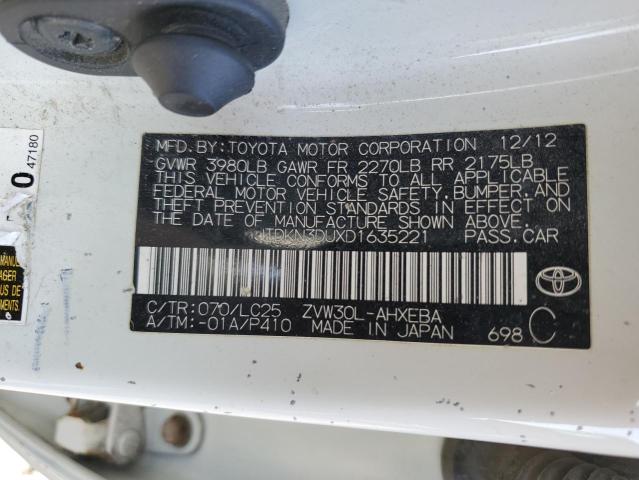 MFD.BY:TOYOTA MOTOR CORPORATION 12/12
GVWR 3980LB GAWR FR 2270LB RR 2175LB
THIS VEHICLE CONFORMS TO ALL APPLICABLE
FEDERAL MOTOR VEHICLE SAFETY, BUMPER, AND
THEFT PREVENTION STANDARDS IN EFFECT ON
THE DATE OF MANUFACTURE SHOWN ABOVE.
JTDKN3DUXD1635221 PASS.CAR
C/TR:070/LC25 ZVW30L-AHXEBA
A/TM:-01A/P410 MADE IN JAPAN 698 C
47180